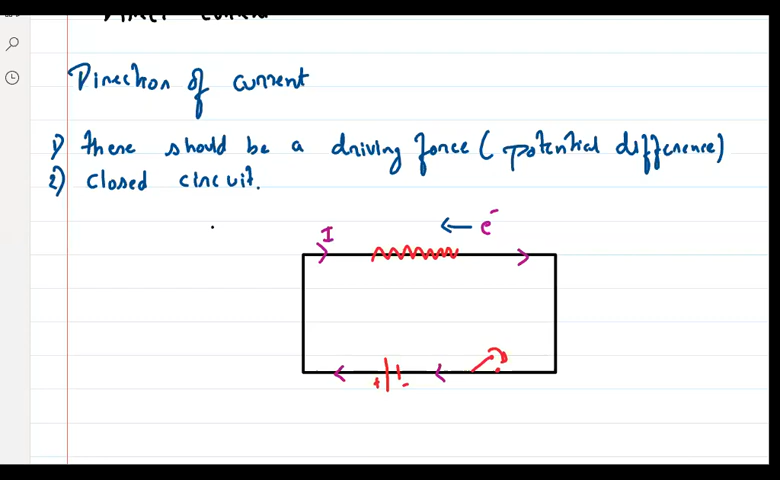 Direction of current
1) there should be a driving force (potential difference)
2) closed circuit.
I
← e⁻
+ -